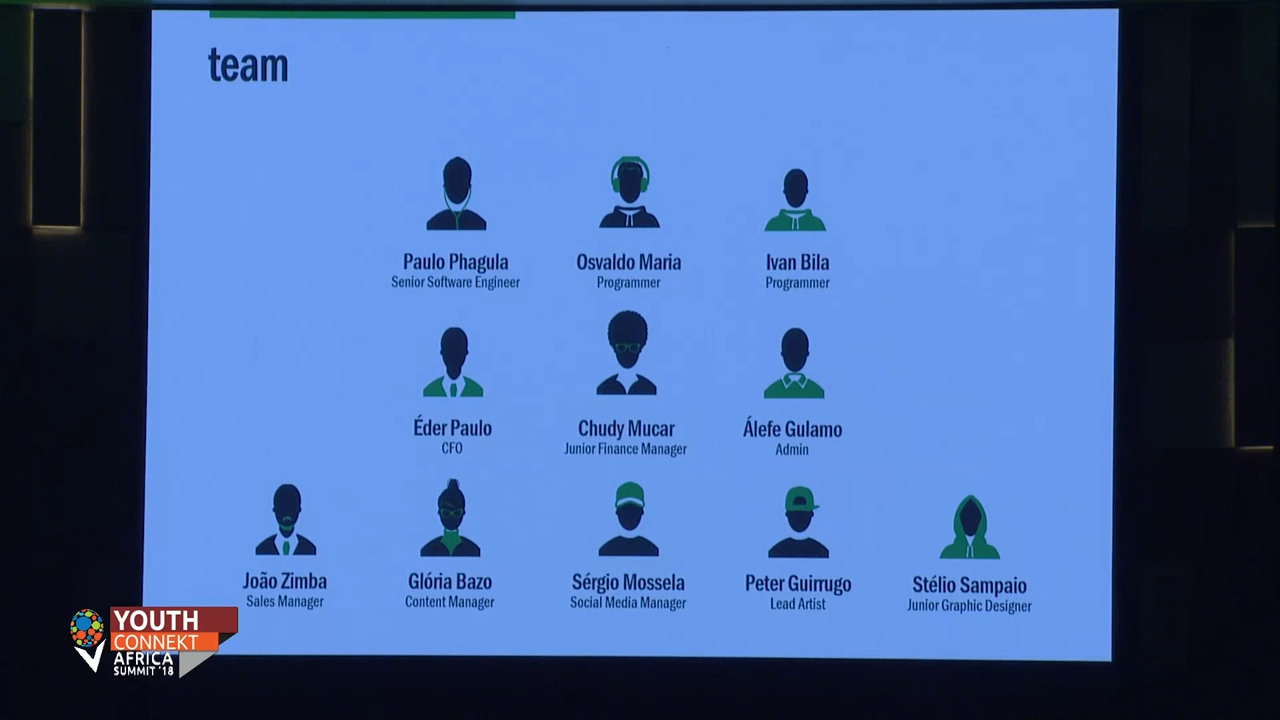 team
Paulo Phagula
Senior Software Engineer
Osvaldo Maria
Programmer
Ivan Bila
Programmer
Éder Paulo
CFO
Chudy Mucar
Junior Finance Manager
Álefe Gulamo
Admin
João Zimba
Sales Manager
Glória Bazo
Content Manager
Sérgio Mossela
Social Media Manager
Peter Guirrugo
Lead Artist
Stélio Sampaio
Junior Graphic Designer
YOUTH
CONNEKT
AFRICA
SUMMIT '18